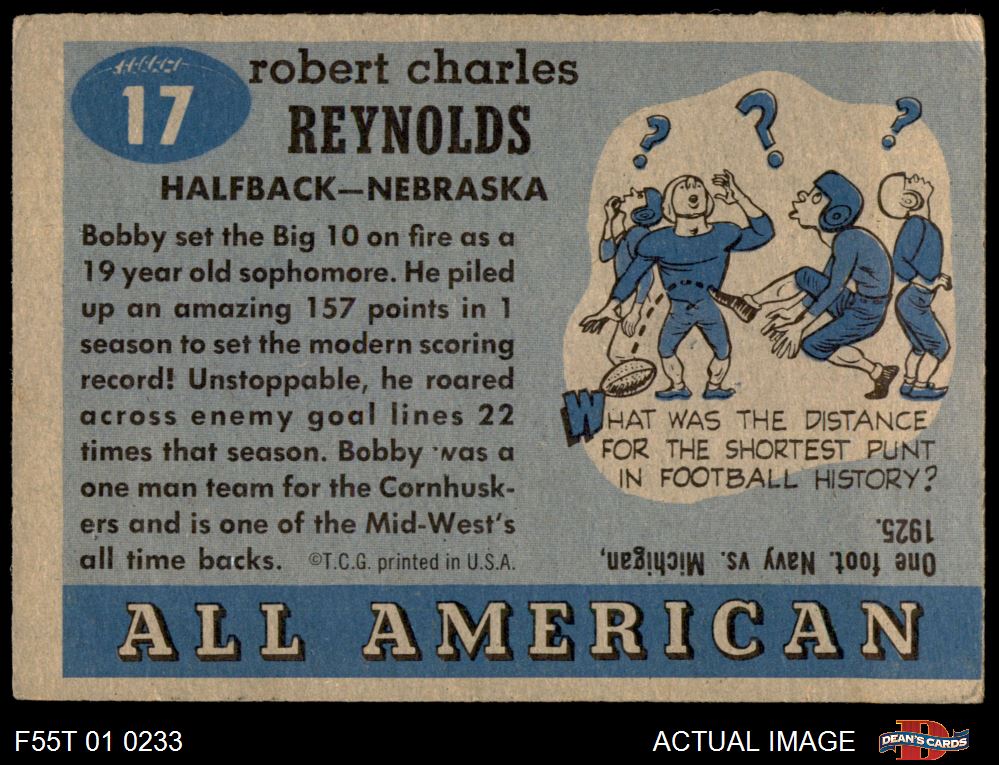 17
robert charles
REYNOLDS
HALFBACK—NEBRASKA
Bobby set the Big 10 on fire as a
19 year old sophomore. He piled
up an amazing 157 points in 1
season to set the modern scoring
record! Unstoppable, he roared
across enemy goal lines 22
times that season. Bobby was a
one man team for the Cornhusk-
ers and is one of the Mid-West's
all time backs. ©T.C.G. printed in U.S.A.
? ? ?
WHAT WAS THE DISTANCE
FOR THE SHORTEST PUNT
IN FOOTBALL HISTORY?
One foot. Navy vs. Michigan,
1925.
ALL AMERICAN
F55T 01 0233
ACTUAL IMAGE
D
DEAN'S CARDS